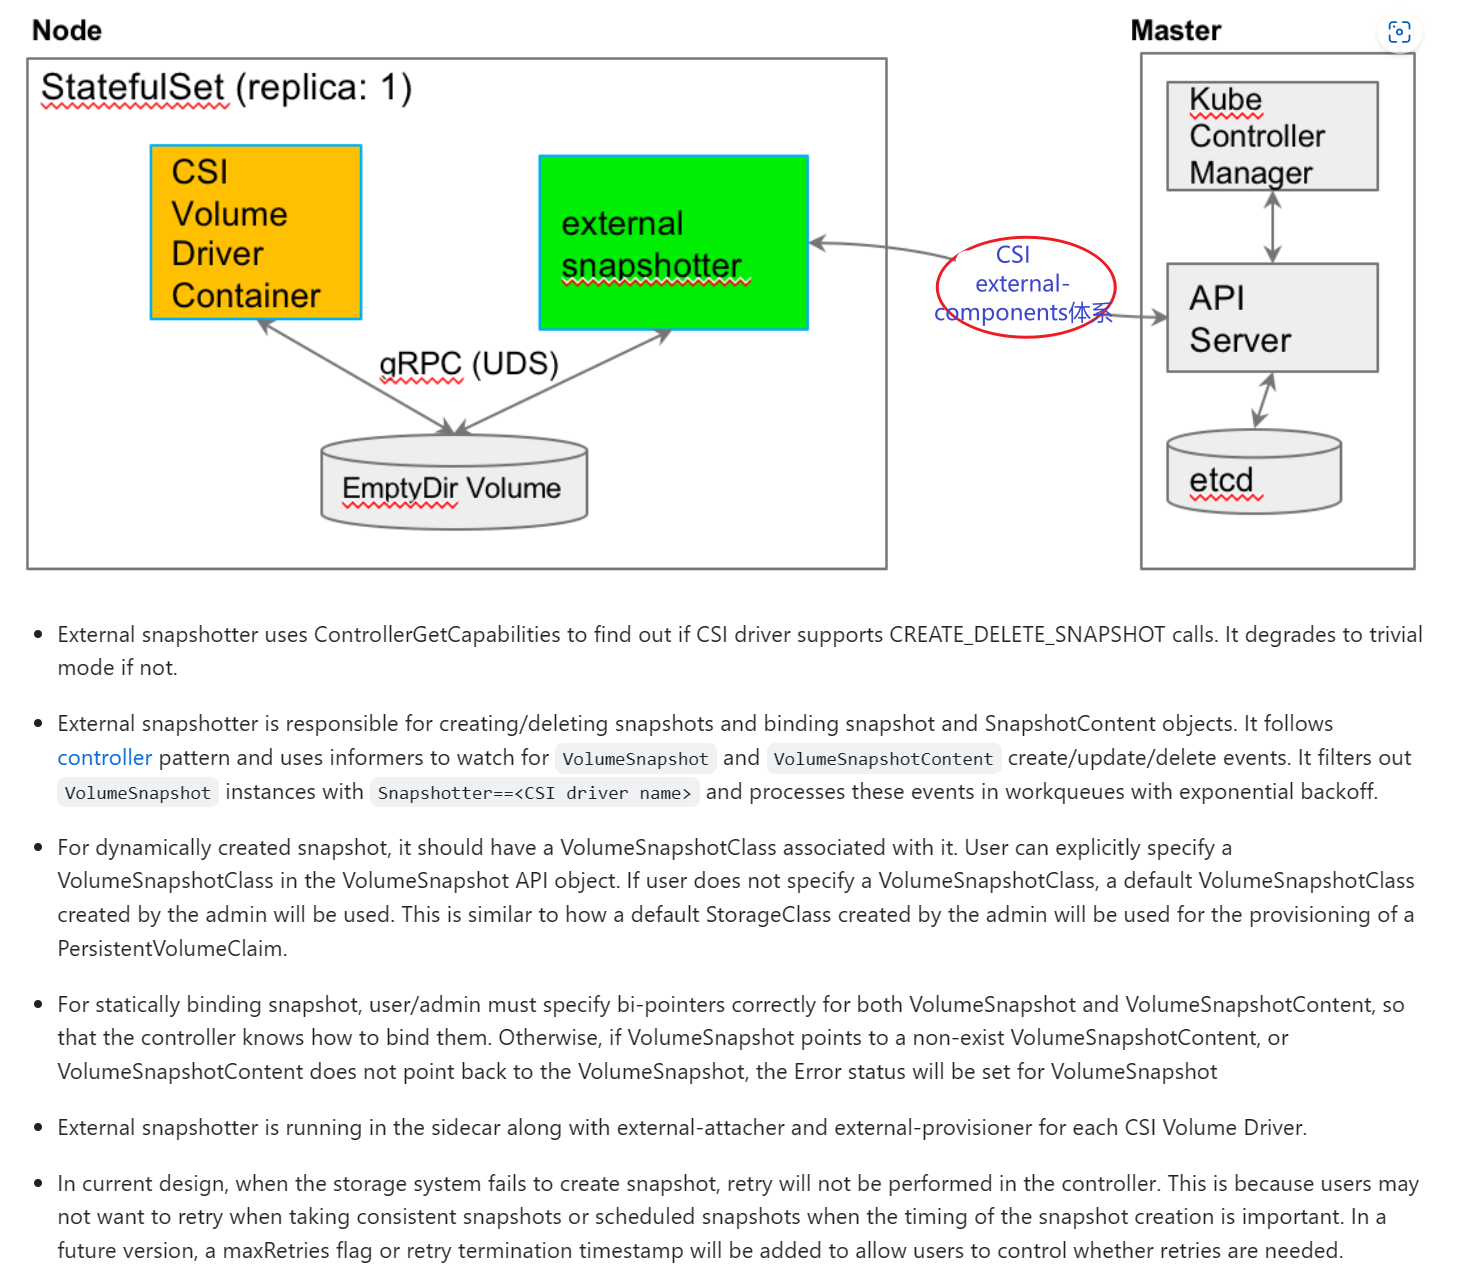 Node
Master
StatefulSet (replica: 1)
CSI
Volume
Driver
Container
external
snapshotter
gRPC (UDS)
EmptyDir Volume
CSI
external-
components体系
Kube
Controller
Manager
API
Server
etcd
External snapshotter uses ControllerGetCapabilities to find out if CSI driver supports CREATE_DELETE_SNAPSHOT calls. It degrades to trivial
mode if not.
External snapshotter is responsible for creating/deleting snapshots and binding snapshot and SnapshotContent objects. It follows
controller pattern and uses informers to watch for VolumeSnapshot and VolumeSnapshotContent create/update/delete events. It filters out
VolumeSnapshot instances with Snapshotter==<CSI driver name> and processes these events in workqueues with exponential backoff.
For dynamically created snapshot, it should have a VolumeSnapshotClass associated with it. User can explicitly specify a
VolumeSnapshotClass in the VolumeSnapshot API object. If user does not specify a VolumeSnapshotClass, a default VolumeSnapshotClass
created by the admin will be used. This is similar to how a default StorageClass created by the admin will be used for the provisioning of a
PersistentVolumeClaim.
For statically binding snapshot, user/admin must specify bi-pointers correctly for both VolumeSnapshot and VolumeSnapshotContent, so
that the controller knows how to bind them. Otherwise, if VolumeSnapshot points to a non-exist VolumeSnapshotContent, or
VolumeSnapshotContent does not point back to the VolumeSnapshot, the Error status will be set for VolumeSnapshot
External snapshotter is running in the sidecar along with external-attacher and external-provisioner for each CSI Volume Driver.
In current design, when the storage system fails to create snapshot, retry will not be performed in the controller. This is because users may
not want to retry when taking consistent snapshots or scheduled snapshots when the timing of the snapshot creation is important. In a
future version, a maxRetries flag or retry termination timestamp will be added to allow users to control whether retries are needed.